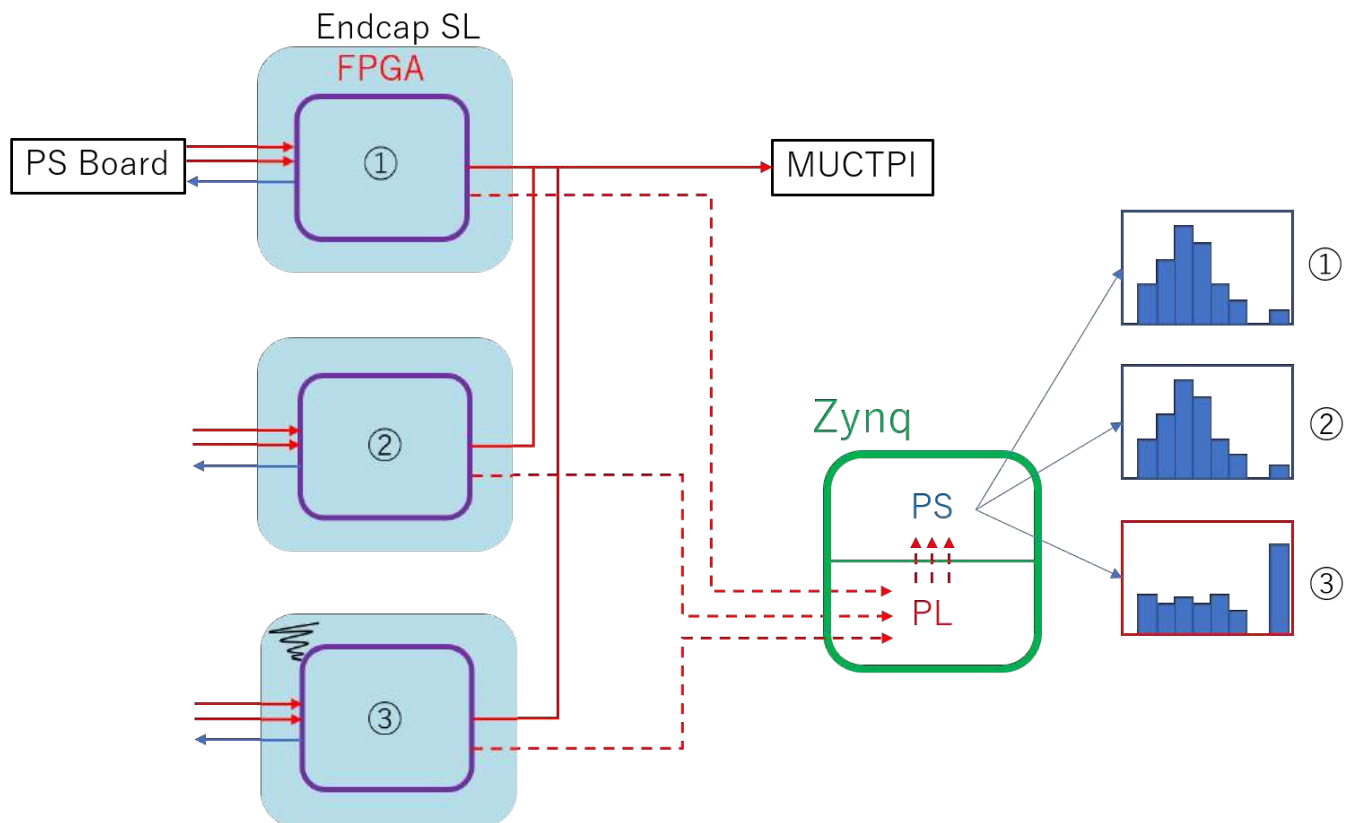 Endcap SL
FPGA
PS Board
①
MUCTPI
①
②
②
Zynq
PS
PL
③
③